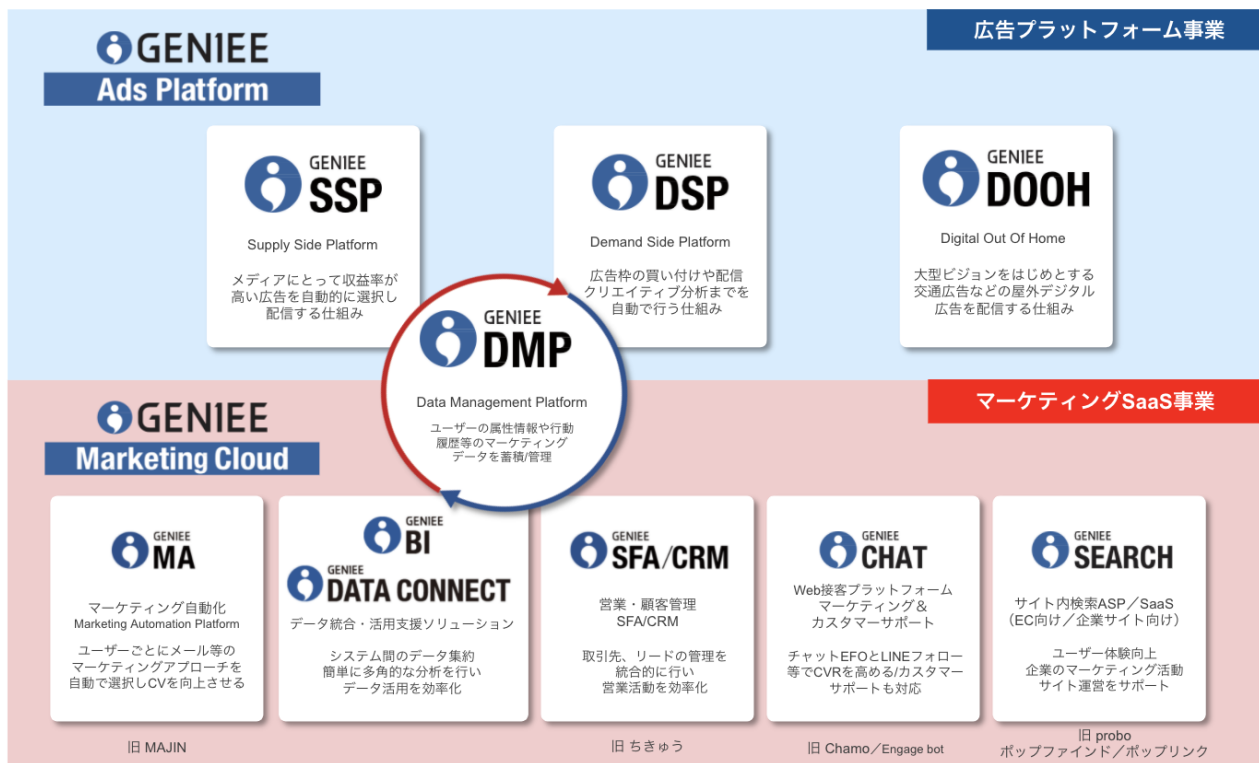 広告プラットフォーム事業
GENIEE
Ads Platform
GENIEE
SSP
Supply Side Platform
メディアにとって収益率が
高い広告を自動的に選択し
配信する仕組み
GENIEE
DSP
Demand Side Platform
広告枠の買い付けや配信
クリエイティブ分析までを
自動で行う仕組み
GENIEE
DOOH
Digital Out Of Home
大型ビジョンをはじめとする
交通広告などの屋外デジタル
広告を配信する仕組み
GENIEE
DMP
Data Management Platform
ユーザーの属性情報や行動
履歴等のマーケティング
データを蓄積/管理
マーケティングSaaS事業
GENIEE
Marketing Cloud
GENIEE
MA
マーケティング自動化
Marketing Automation Platform
ユーザーごとにメール等の
マーケティングアプローチを
自動で選択しCVを向上させる
旧 MAJIN
GENIEE
BI
GENIEE
DATA CONNECT
データ統合・活用支援ソリューション
システム間のデータ集約
簡単に多角的な分析を行い
データ活用を効率化
GENIEE
SFA/CRM
営業・顧客管理
SFA/CRM
取引先、リードの管理を
統合的に行い
営業活動を効率化
旧 ちきゅう
GENIEE
CHAT
Web接客プラットフォーム
マーケティング＆
カスタマーサポート
チャットEFOとLINEフォロー
等でCVRを高める/カスタマー
サポートも対応
旧 Chamo／Engage bot
GENIEE
SEARCH
サイト内検索ASP／SaaS
（EC向け／企業サイト向け）
ユーザー体験向上
企業のマーケティング活動
サイト運営をサポート
旧 probo
ポップファインド／ポップリンク